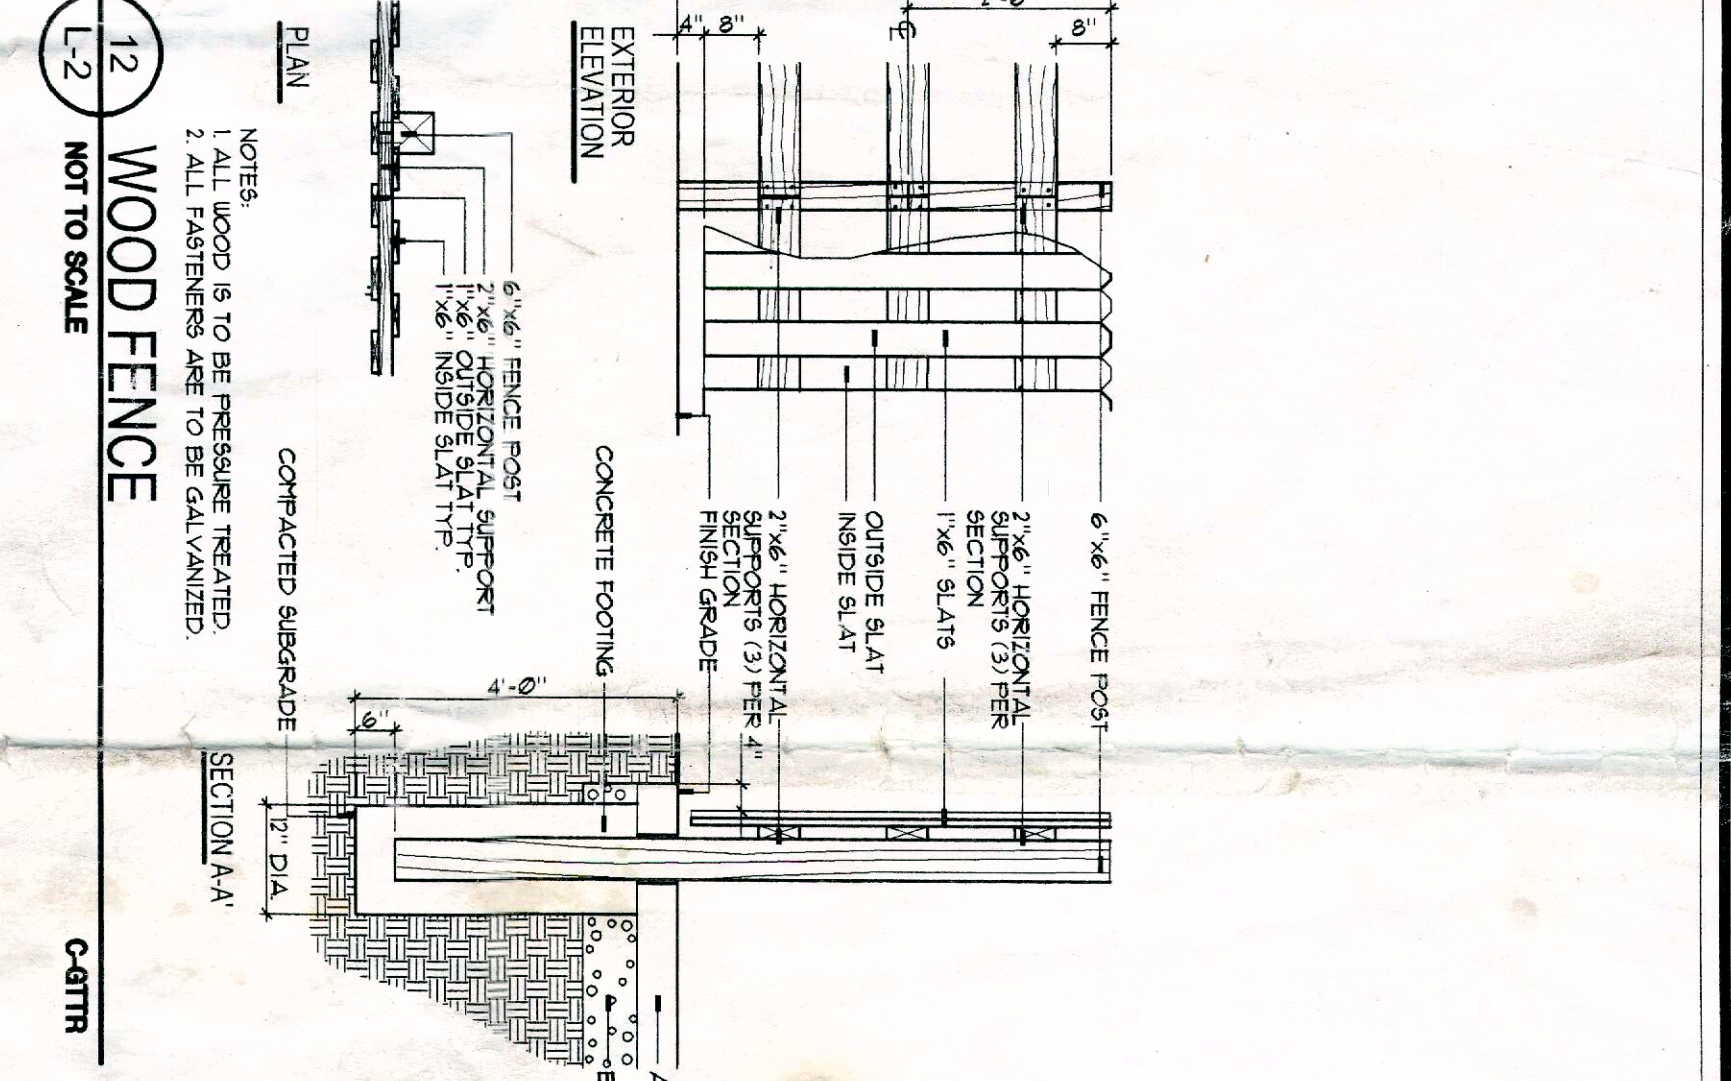 8"
8"
4"
EXTERIOR
ELEVATION
6"x6" FENCE POST
2"x6" HORIZONTAL
SUPPORTS (3) PER
SECTION
1"x6" SLATS
OUTSIDE SLAT
INSIDE SLAT
2"x6" HORIZONTAL
SUPPORTS (3) PER 4"
SECTION
FINISH GRADE
CONCRETE FOOTING
4'-0"
6"
COMPACTED SUBGRADE
12" DIA.
SECTION A-A'
PLAN
6"x6" FENCE POST
2"x6" HORIZONTAL SUPPORT
1"x6" OUTSIDE SLAT TYP.
1"x6" INSIDE SLAT TYP.
NOTES:
1. ALL WOOD IS TO BE PRESSURE TREATED.
2. ALL FASTENERS ARE TO BE GALVANIZED.
12
L-2
WOOD FENCE
NOT TO SCALE
C-GTTR